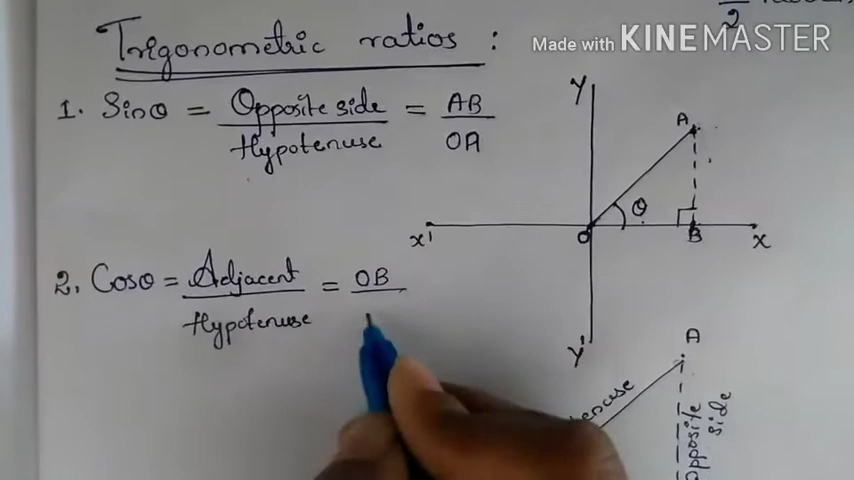 Trigonometric ratios :
Made with KINEMASTER
2
1. Sinθ = Opposite side / Hypotenuse = AB / OA
Y
A
θ
X'
O
B
X
2. Cosθ = Adjacent / Hypotenuse = OB
Y'
A
Opposite side